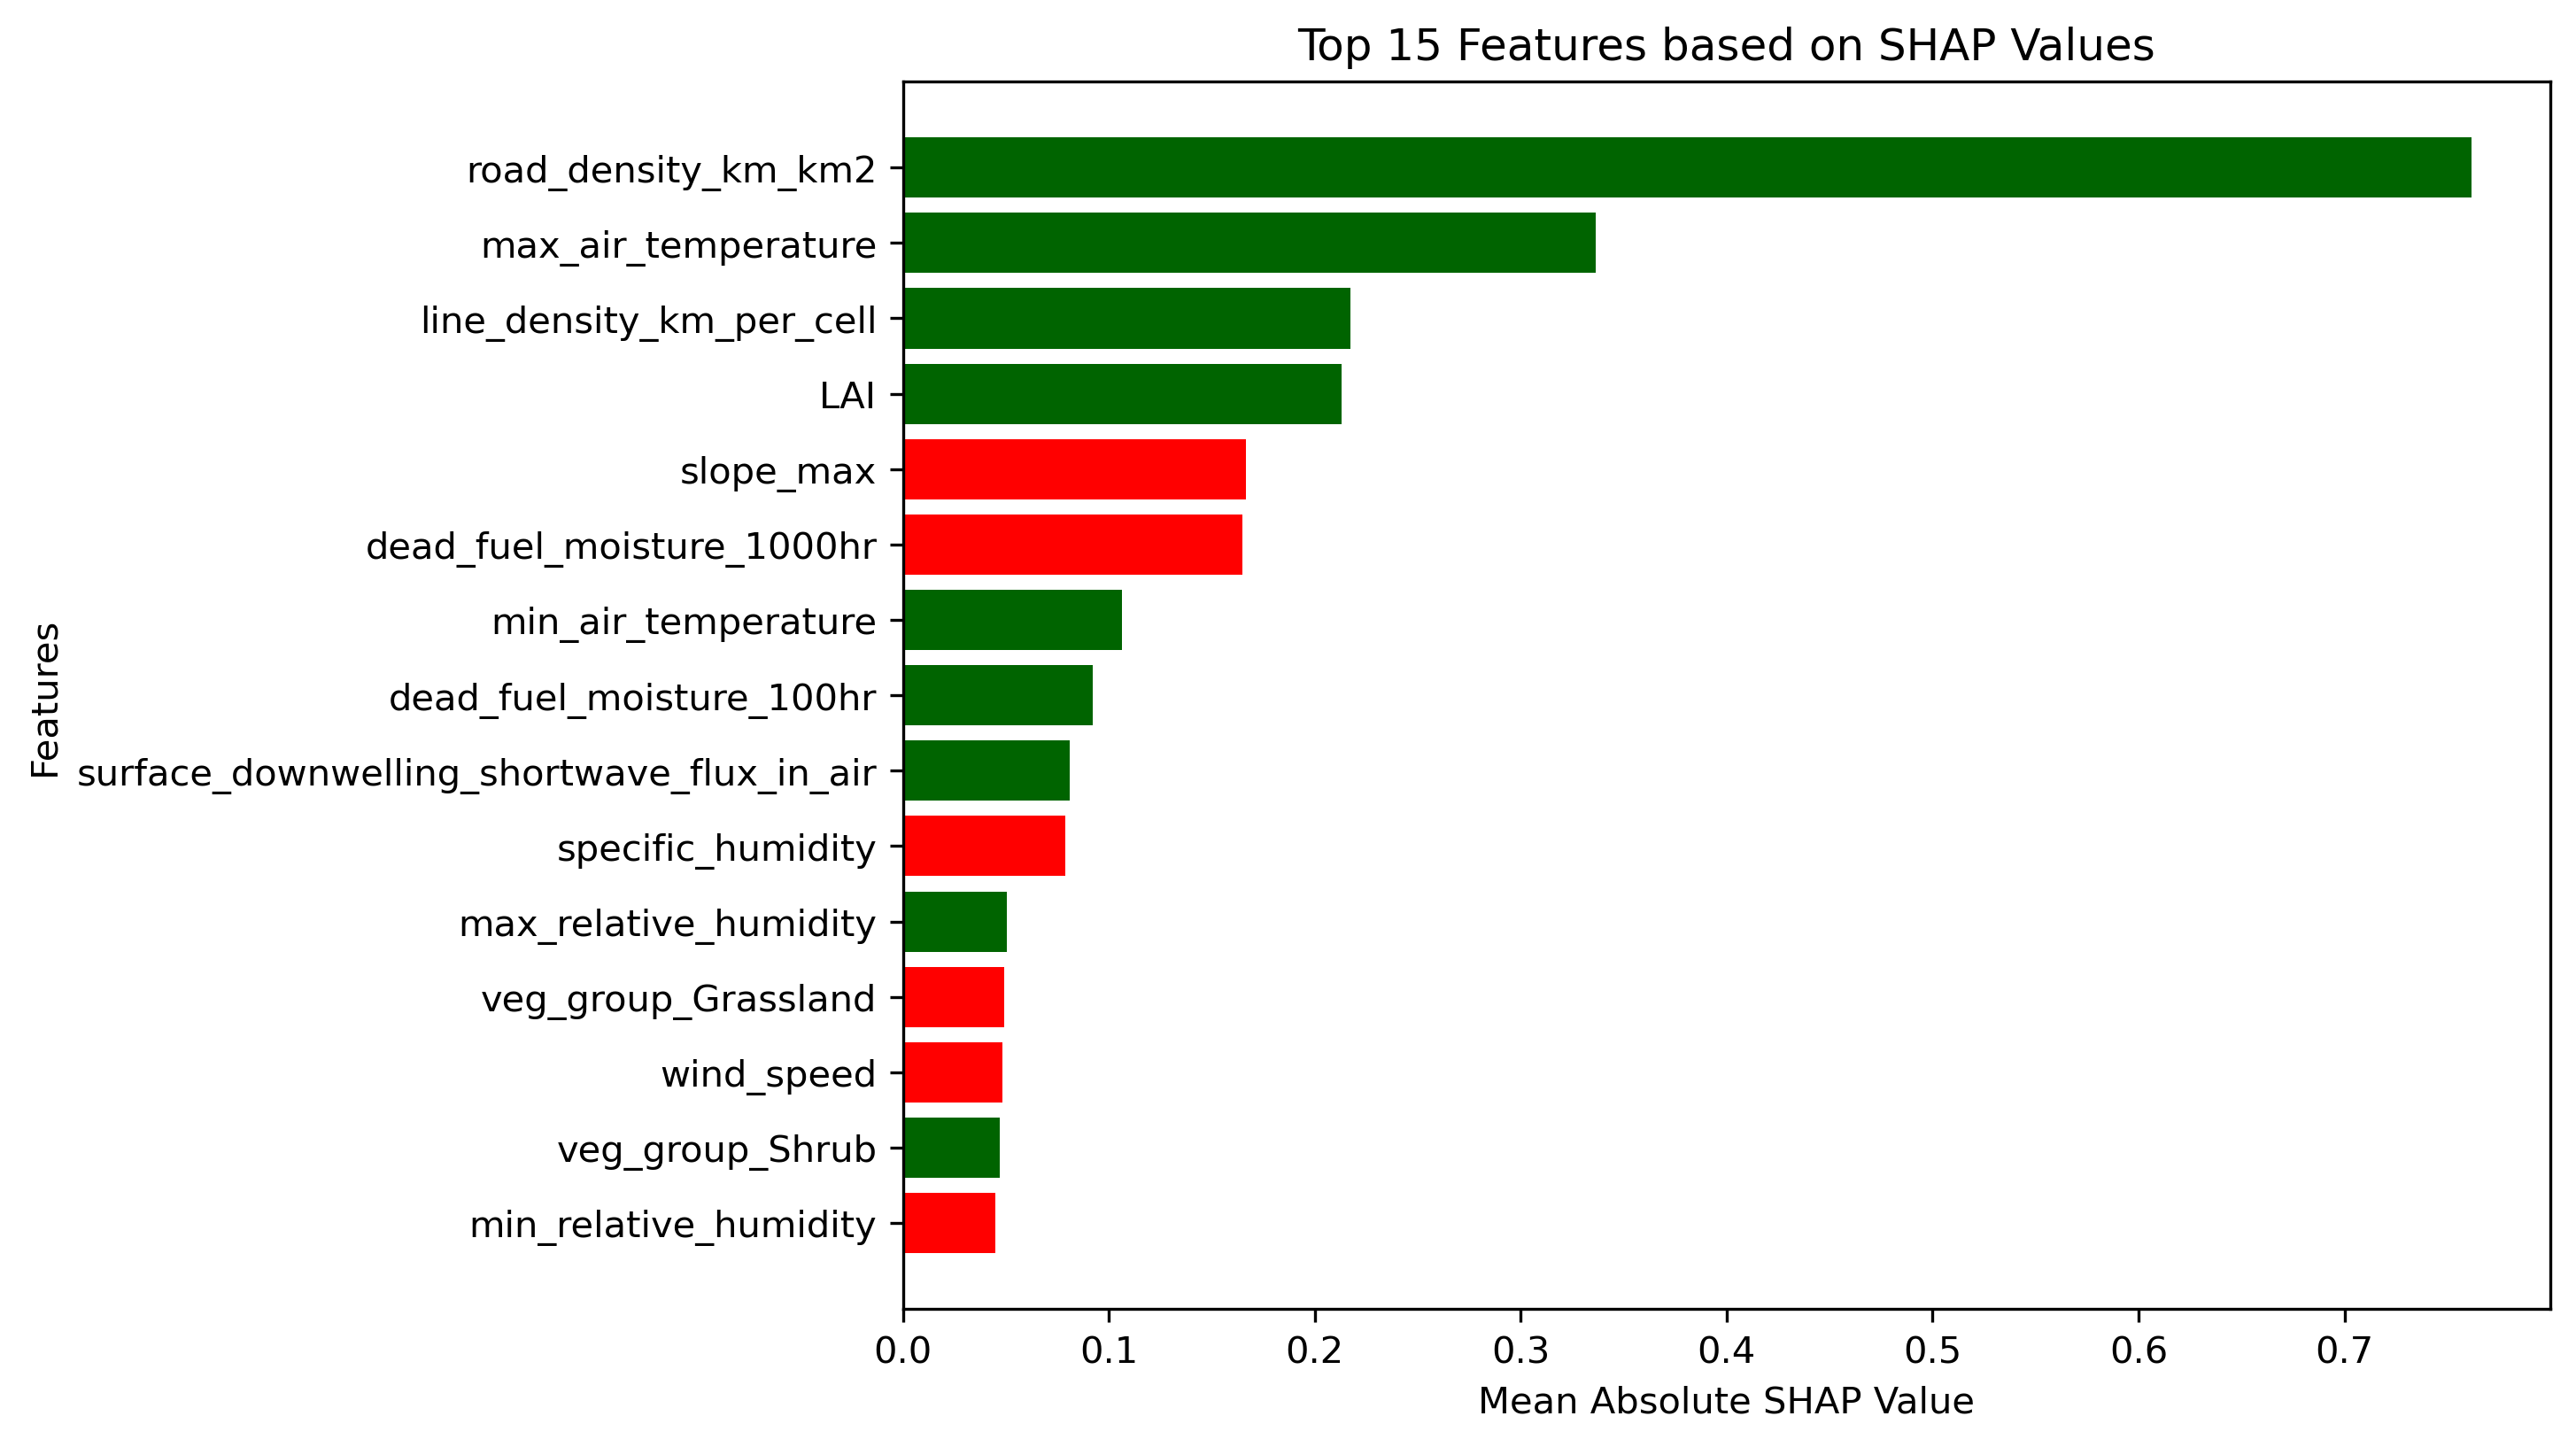 Top 15 Features based on SHAP Values
road_density_km_km2
max_air_temperature
line_density_km_per_cell
LAI
slope_max
dead_fuel_moisture_1000hr
min_air_temperature
dead_fuel_moisture_100hr
surface_downwelling_shortwave_flux_in_air
specific_humidity
max_relative_humidity
veg_group_Grassland
wind_speed
veg_group_Shrub
min_relative_humidity
Features
0.0 0.1 0.2 0.3 0.4 0.5 0.6 0.7
Mean Absolute SHAP Value